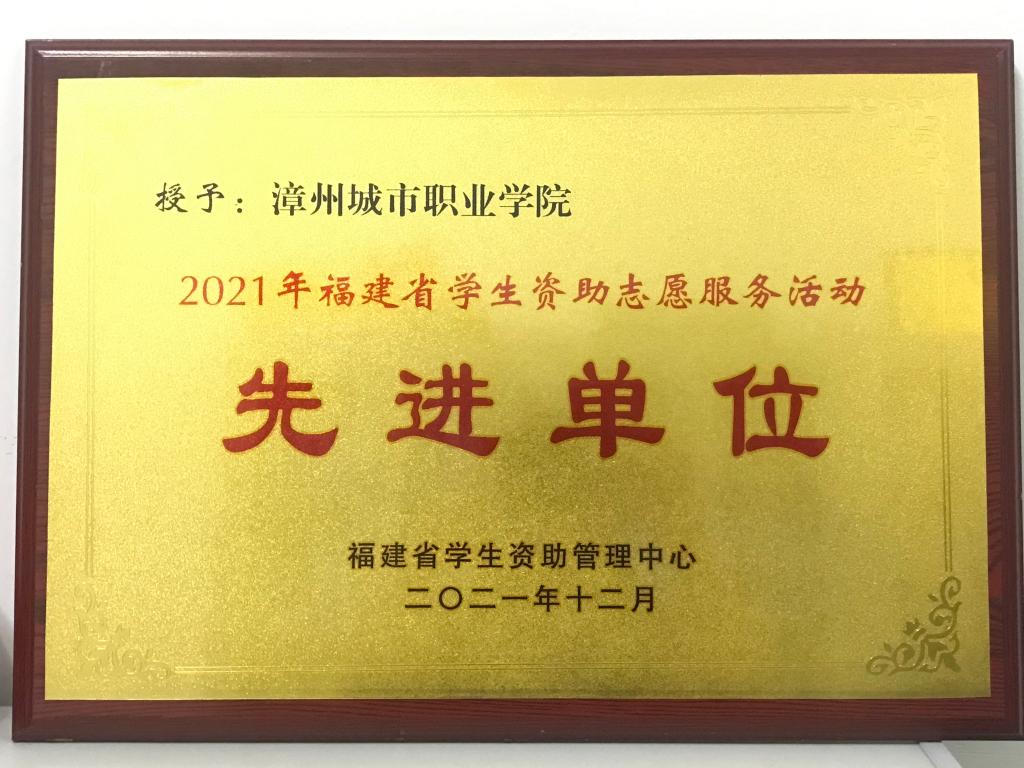 授予：漳州城市职业学院
2021年福建省学生资助志愿服务活动
先进单位
福建省学生资助管理中心
二〇二一年十二月